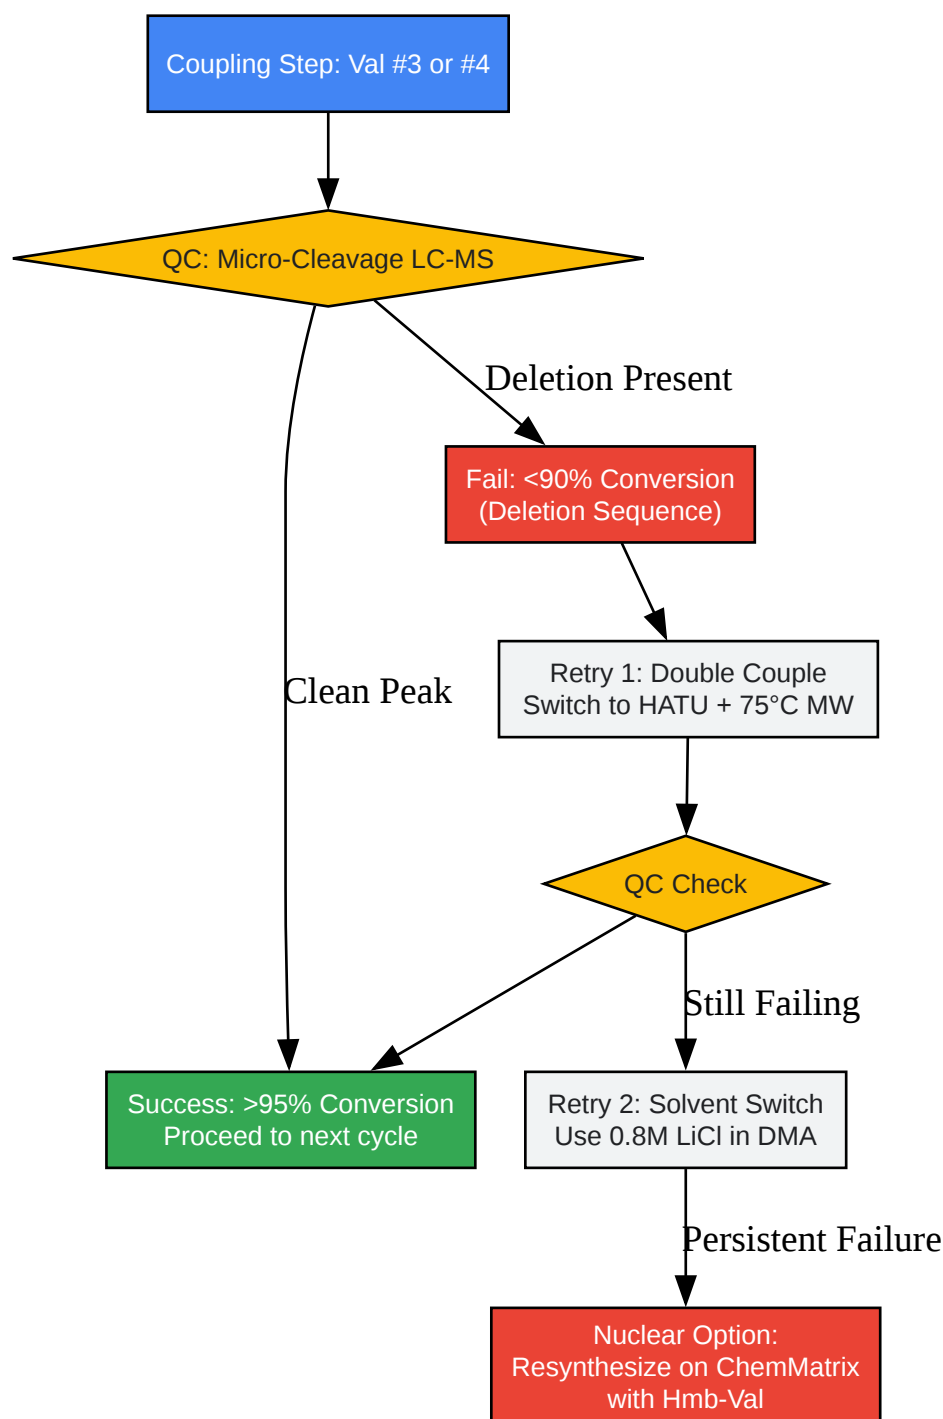 Coupling Step: Val #3 or #4
QC: Micro-Cleavage LC-MS
Deletion Present
Fail: <90% Conversion
(Deletion Sequence)
Retry 1: Double Couple
Switch to HATU + 75°C MW
Clean Peak
QC Check
Still Failing
Success: >95% Conversion
Proceed to next cycle
Retry 2: Solvent Switch
Use 0.8M LiCl in DMA
Persistent Failure
Nuclear Option:
Resynthesize on ChemMatrix
with Hmb-Val